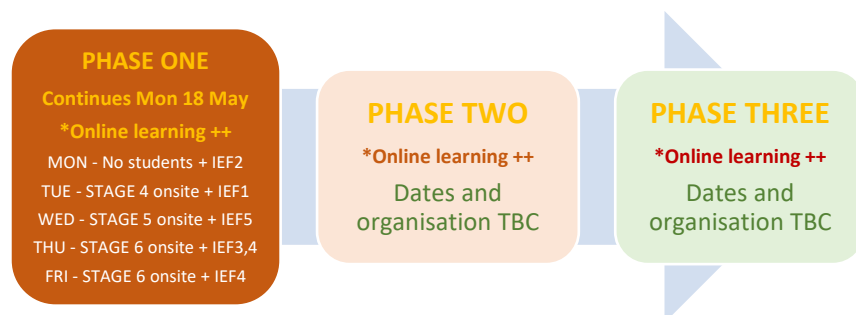 PHASE ONE
Continues Mon 18 May
*Online learning ++
MON - No students + IEF2
TUE - STAGE 4 onsite + IEF1
WED - STAGE 5 onsite + IEF5
THU - STAGE 6 onsite + IEF3,4
FRI - STAGE 6 onsite + IEF4
PHASE TWO
*Online learning ++
Dates and
organisation TBC
PHASE THREE
*Online learning ++
Dates and
organisation TBC